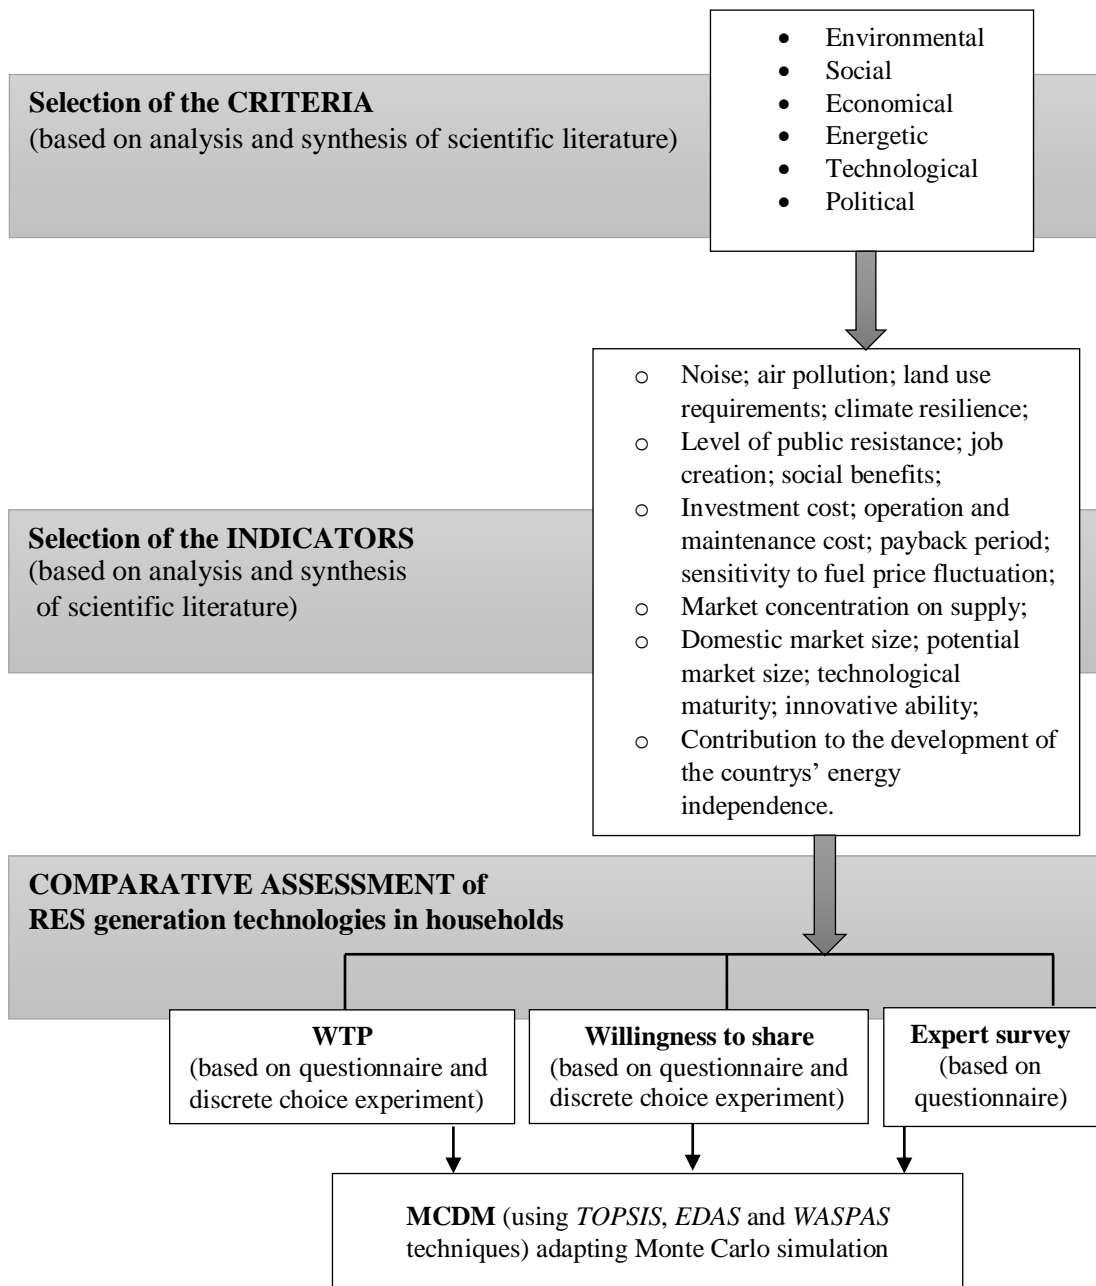 • Environmental
• Social
• Economical
• Energetic
• Technological
• Political
Selection of the CRITERIA
(based on analysis and synthesis of scientific literature)
o Noise; air pollution; land use
requirements; climate resilience;
o Level of public resistance; job
creation; social benefits;
o Investment cost; operation and
maintenance cost; payback period;
sensitivity to fuel price fluctuation;
o Market concentration on supply;
o Domestic market size; potential
market size; technological
maturity; innovative ability;
o Contribution to the development of
the countrys’ energy
independence.
Selection of the INDICATORS
(based on analysis and synthesis
of scientific literature)
COMPARATIVE ASSESSMENT of
RES generation technologies in households
WTP
(based on questionnaire and
discrete choice experiment)
Willingness to share
(based on questionnaire and
discrete choice experiment)
Expert survey
(based on
questionnaire)
MCDM (using TOPSIS, EDAS and WASPAS
techniques) adapting Monte Carlo simulation